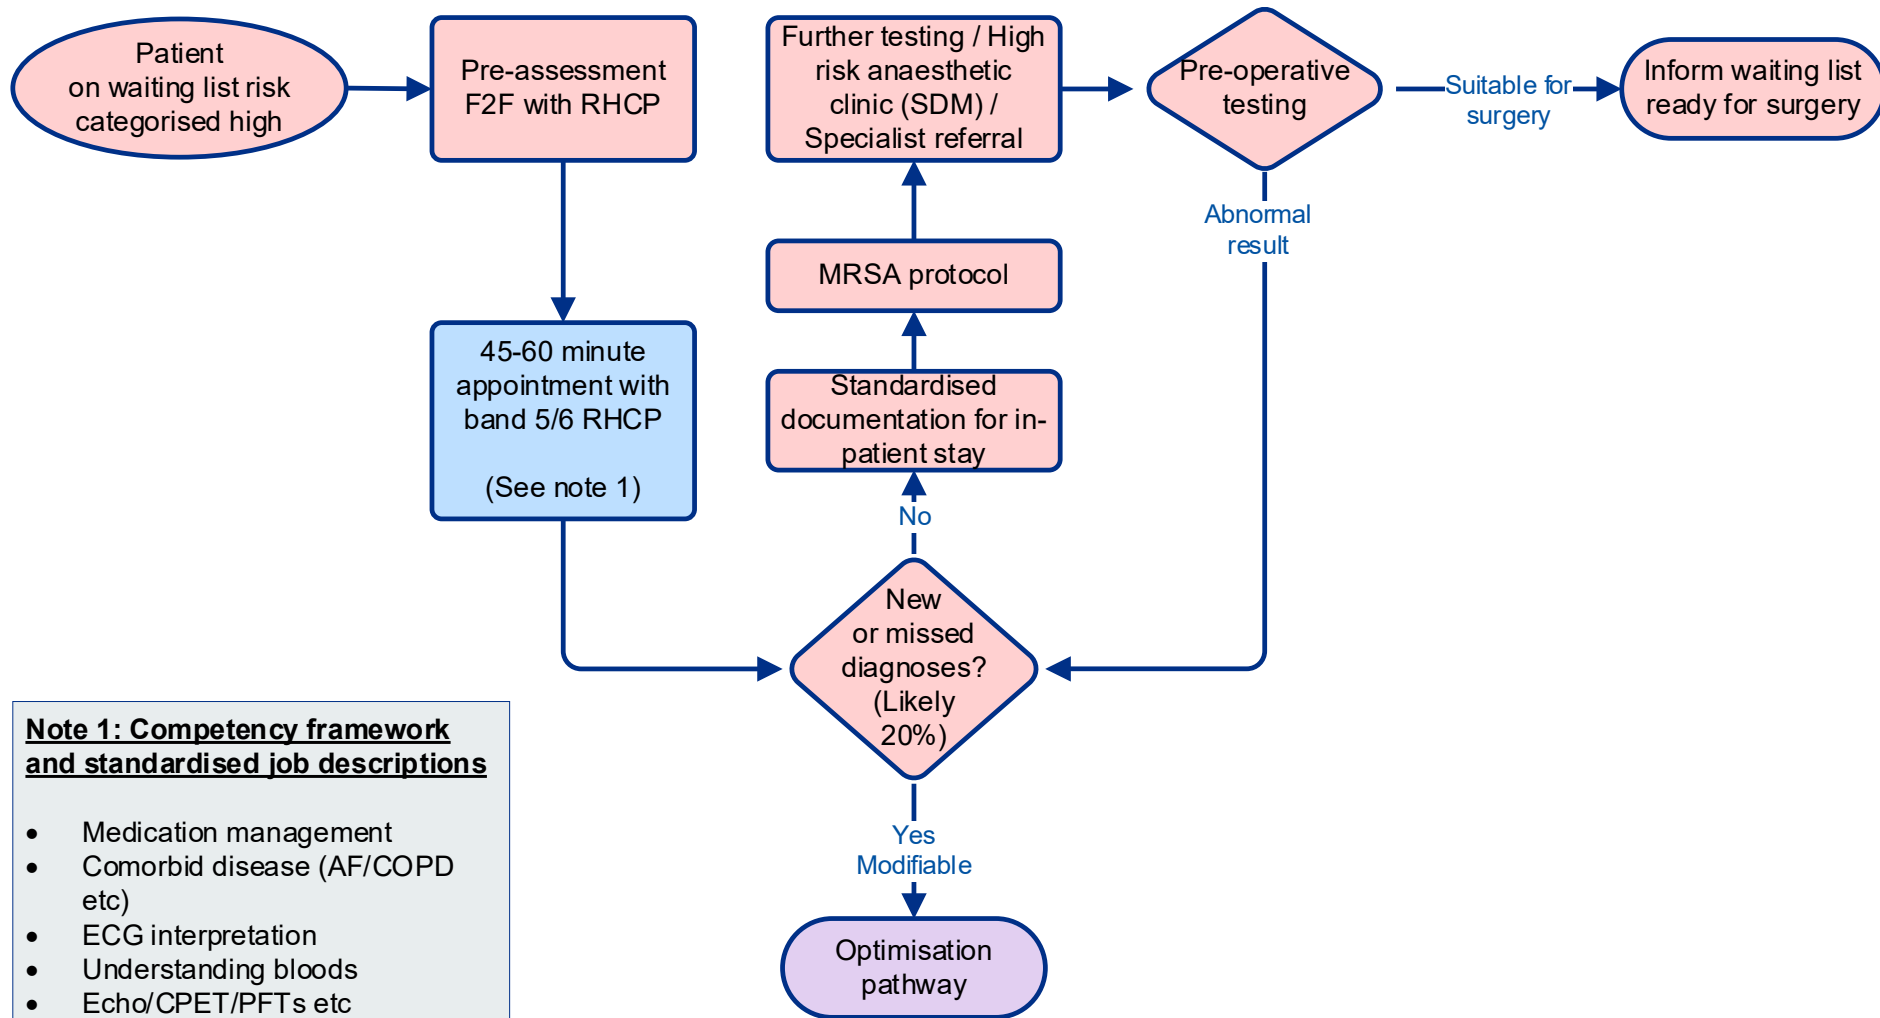 Patient
on waiting list risk
categorised high
Pre-assessment
F2F with RHCP
45-60 minute
appointment with
band 5/6 RHCP
(See note 1)
Further testing / High
risk anaesthetic
clinic (SDM) /
Specialist referral
MRSA protocol
Standardised
documentation for in-
patient stay
No
New
or missed
diagnoses?
(Likely
20%)
Yes
Modifiable
Optimisation
pathway
Pre-operative
testing
Suitable for
surgery
Inform waiting list
ready for surgery
Abnormal
result
Note 1: Competency framework
and standardised job descriptions
• Medication management
• Comorbid disease (AF/COPD
etc)
• ECG interpretation
• Understanding bloods
• Echo/CPET/PFTs etc